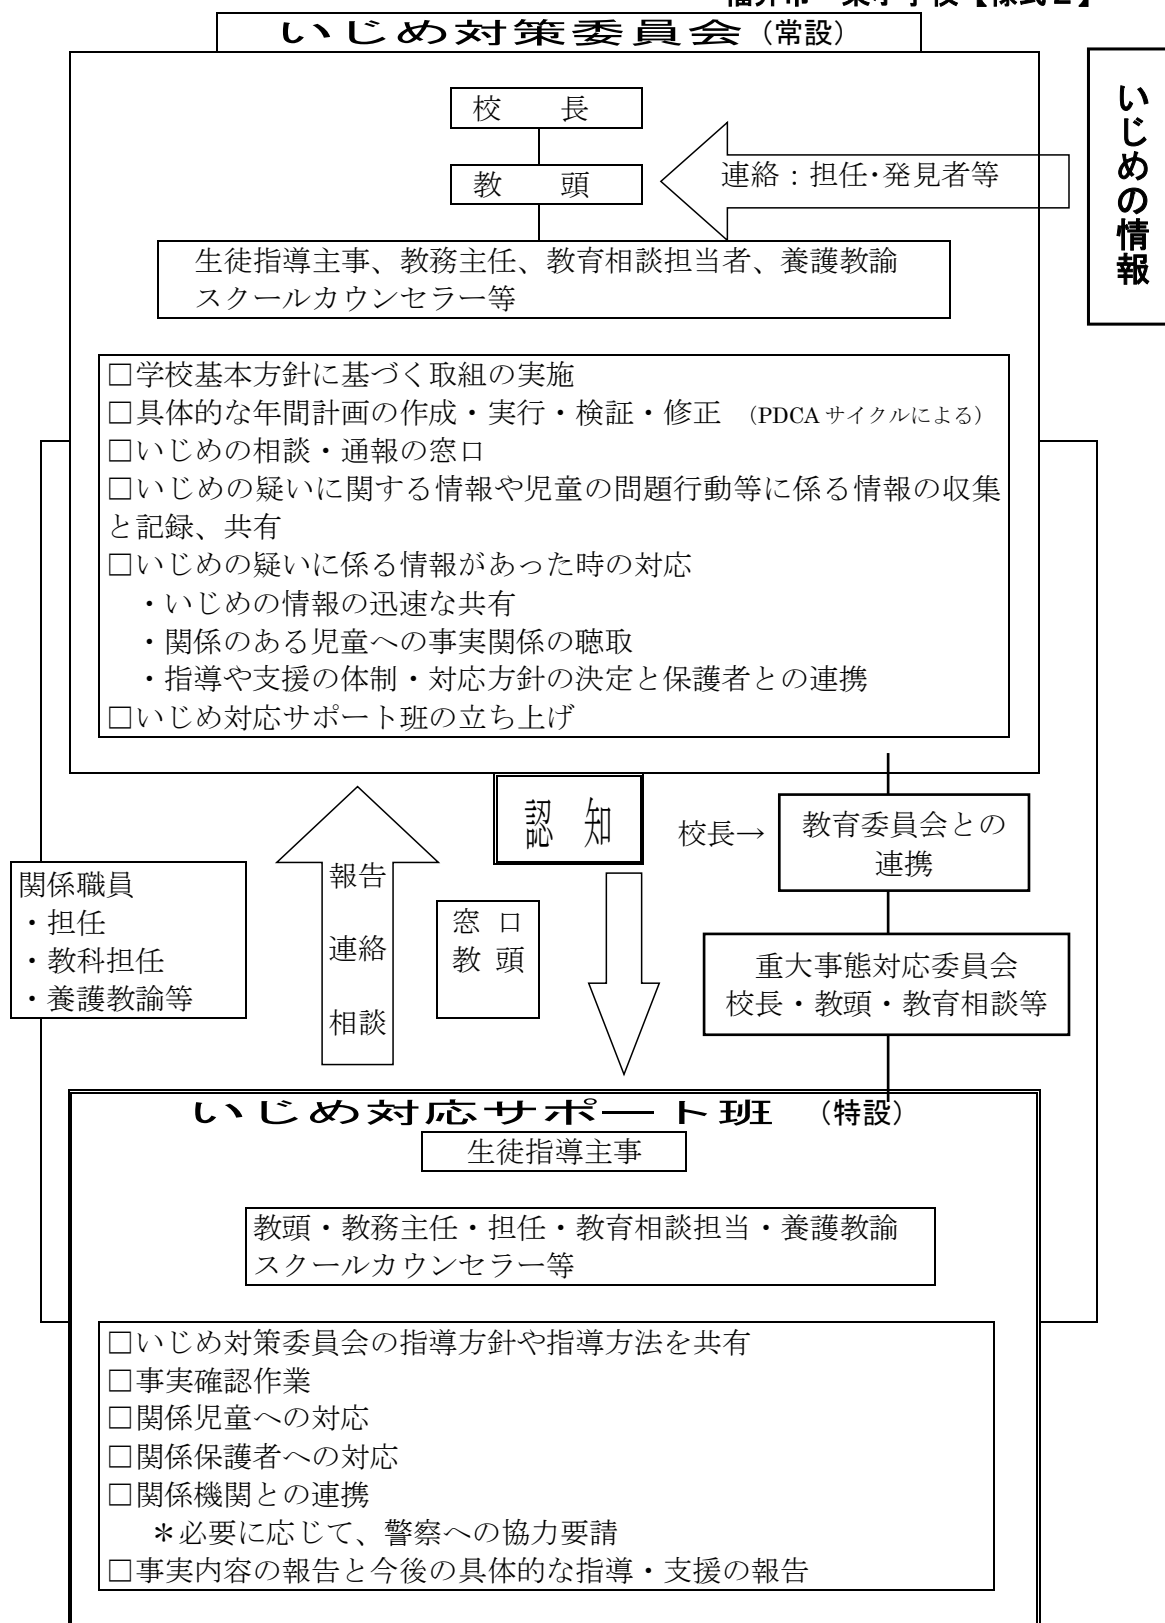 いじめ対策委員会（常設）
いじめの情報
校　　長
教　　頭
連絡：担任・発見者等
生徒指導主事、教務主任、教育相談担当者、養護教諭
スクールカウンセラー等
□学校基本方針に基づく取組の実施
□具体的な年間計画の作成・実行・検証・修正　（PDCAサイクルによる）
□いじめの相談・通報の窓口
□いじめの疑いに関する情報や児童の問題行動等に係る情報の収集
と記録、共有
□いじめの疑いに係る情報があった時の対応
・いじめの情報の迅速な共有
・関係のある児童への事実関係の聴取
・指導や支援の体制・対応方針の決定と保護者との連携
□いじめ対応サポート班の立ち上げ
認　知
校長→
教育委員会との
連携
関係職員
・担任
・教科担任
・養護教諭等
報告
連絡
相談
窓　口
教　頭
重大事態対応委員会
校長・教頭・教育相談等
いじめ対応サポート班　（特設）
生徒指導主事
教頭・教務主任・担任・教育相談担当・養護教諭
スクールカウンセラー等
□いじめ対策委員会の指導方針や指導方法を共有
□事実確認作業
□関係児童への対応
□関係保護者への対応
□関係機関との連携
＊必要に応じて、警察への協力要請
□事実内容の報告と今後の具体的な指導・支援の報告